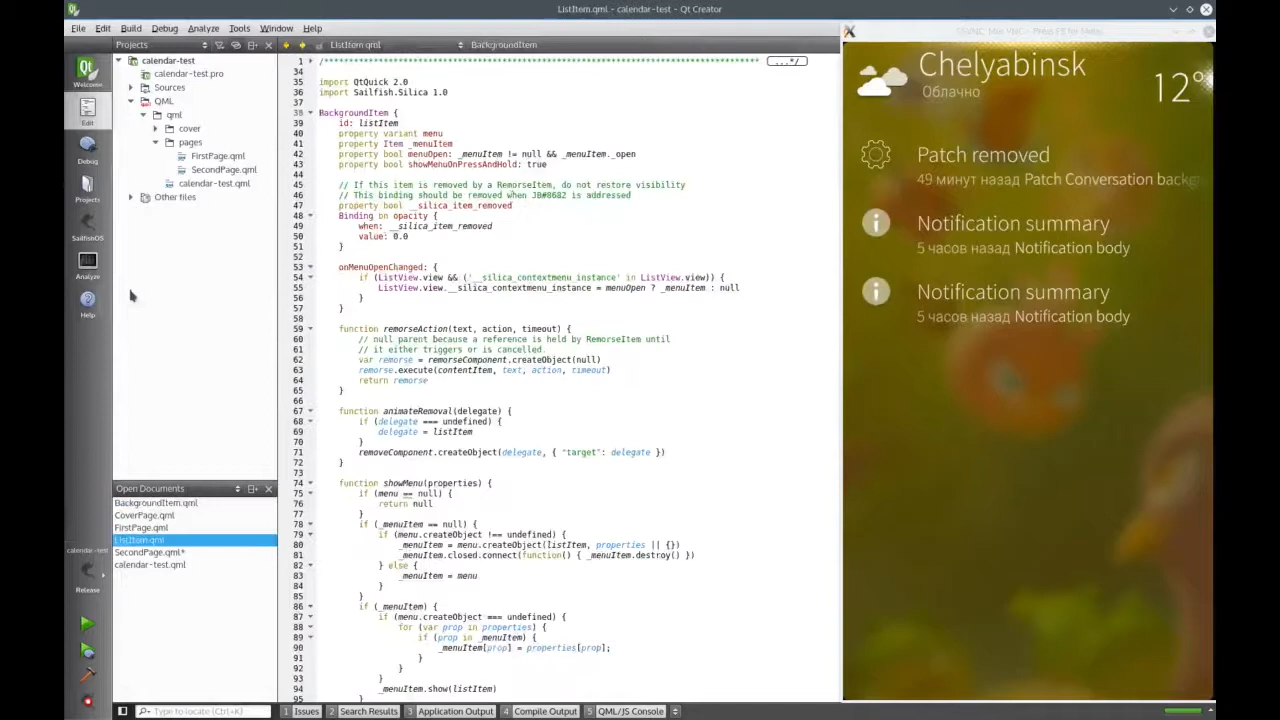 ListItem.qml - calendar-test - Qt Creator
File Edit Build Debug Analyze Tools Window Help
Projects
ListItem.qml
BackgroundItem
Welcome
Edit
Debug
Projects
SailfishOS
Analyze
Help
calendar-test
calendar-test.pro
Sources
QML
qml
cover
pages
FirstPage.qml
SecondPage.qml
calendar-test.qml
Other files
Open Documents
BackgroundItem.qml
CoverPage.qml
FirstPage.qml
ListItem.qml
SecondPage.qml*
calendar-test.qml
Release
1 /**************************************************************************************** ...*/
34
35 import QtQuick 2.0
36 import Sailfish.Silica 1.0
37
38 BackgroundItem {
39 id: listItem
40 property variant menu
41 property Item _menuItem
42 property bool menuOpen: _menuItem != null && _menuItem._open
43 property bool showMenuOnPressAndHold: true
44
45 // If this item is removed by a RemorseItem, do not restore visibility
46 // This binding should be removed when JB#8682 is addressed
47 property bool __silica_item_removed
48 Binding on opacity {
49 when: __silica_item_removed
50 value: 0.0
51 }
52
53 onMenuOpenChanged: {
54 if (ListView.view && ('__silica_contextmenu_instance' in ListView.view)) {
55 ListView.view.__silica_contextmenu_instance = menuOpen ? _menuItem : null
56 }
57 }
58
59 function remorseAction(text, action, timeout) {
60 // null parent because a reference is held by RemorseItem until
61 // it either triggers or is cancelled.
62 var remorse = remorseComponent.createObject(null)
63 remorse.execute(contentItem, text, action, timeout)
64 return remorse
65 }
66
67 function animateRemoval(delegate) {
68 if (delegate === undefined) {
69 delegate = listItem
70 }
71 removeComponent.createObject(delegate, { "target": delegate })
72 }
73
74 function showMenu(properties) {
75 if (menu == null) {
76 return null
77 }
78 if (_menuItem == null) {
79 if (menu.createObject !== undefined) {
80 _menuItem = menu.createObject(listItem, properties || {})
81 _menuItem.closed.connect(function() { _menuItem.destroy() })
82 } else {
83 _menuItem = menu
84 }
85 }
86 if (_menuItem) {
87 if (menu.createObject === undefined) {
88 for (var prop in properties) {
89 if (prop in _menuItem) {
90 _menuItem[prop] = properties[prop];
91 }
92 }
93 }
94 _menuItem.show(listItem)
95 }
Type to locate (Ctrl+K)
1 Issues 2 Search Results 3 Application Output 4 Compile Output 5 QML/JS Console
Chelyabinsk
Облачно
12°
Patch removed
49 минут назад Patch Conversation backg
Notification summary
5 часов назад Notification body
Notification summary
5 часов назад Notification body